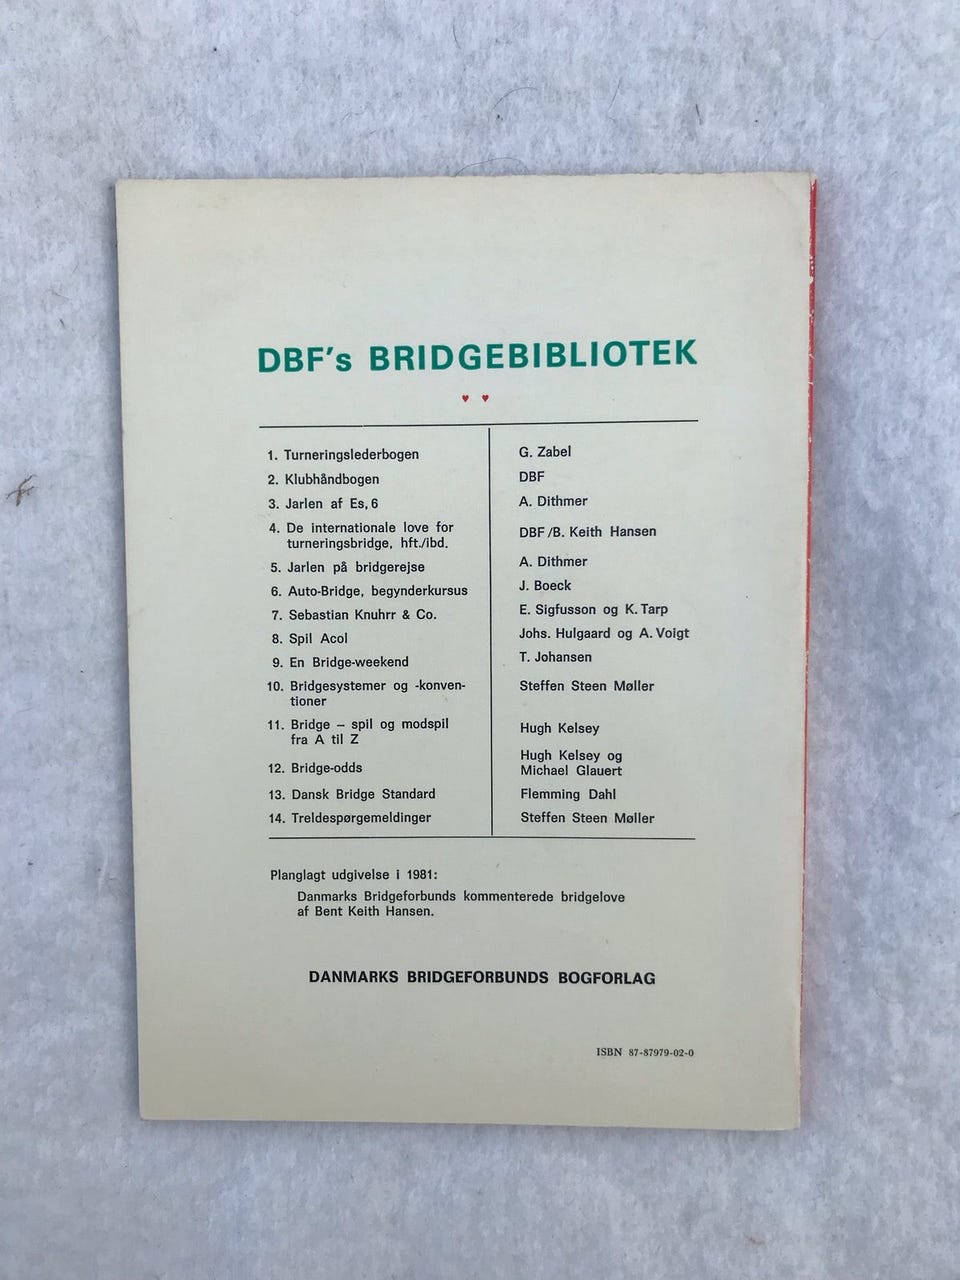 DBF's BRIDGEBIBLIOTEK
1. Turneringslederbogen G. Zabel
2. Klubhåndbogen DBF
3. Jarlen af Es, 6 A. Dithmer
4. De internationale love for
turneringsbridge, hft./ibd. DBF/B. Keith Hansen
5. Jarlen på bridgerejse A. Dithmer
6. Auto-Bridge, begynderkursus J. Boeck
7. Sebastian Knuhrr & Co. E. Sigfusson og K. Tarp
8. Spil Acol Johs. Hulgaard og A. Voigt
9. En Bridge-weekend T. Johansen
10. Bridgesystemer og -konven- Steffen Steen Møller
tioner
11. Bridge – spil og modspil Hugh Kelsey
fra A til Z
12. Bridge-odds Hugh Kelsey og
Michael Glauert
13. Dansk Bridge Standard Flemming Dahl
14. Treldespørgemeldinger Steffen Steen Møller
Planglagt udgivelse i 1981:
Danmarks Bridgeforbunds kommenterede bridgelove
af Bent Keith Hansen.
DANMARKS BRIDGEFORBUNDS BOGFORLAG
ISBN 87-87979-02-0